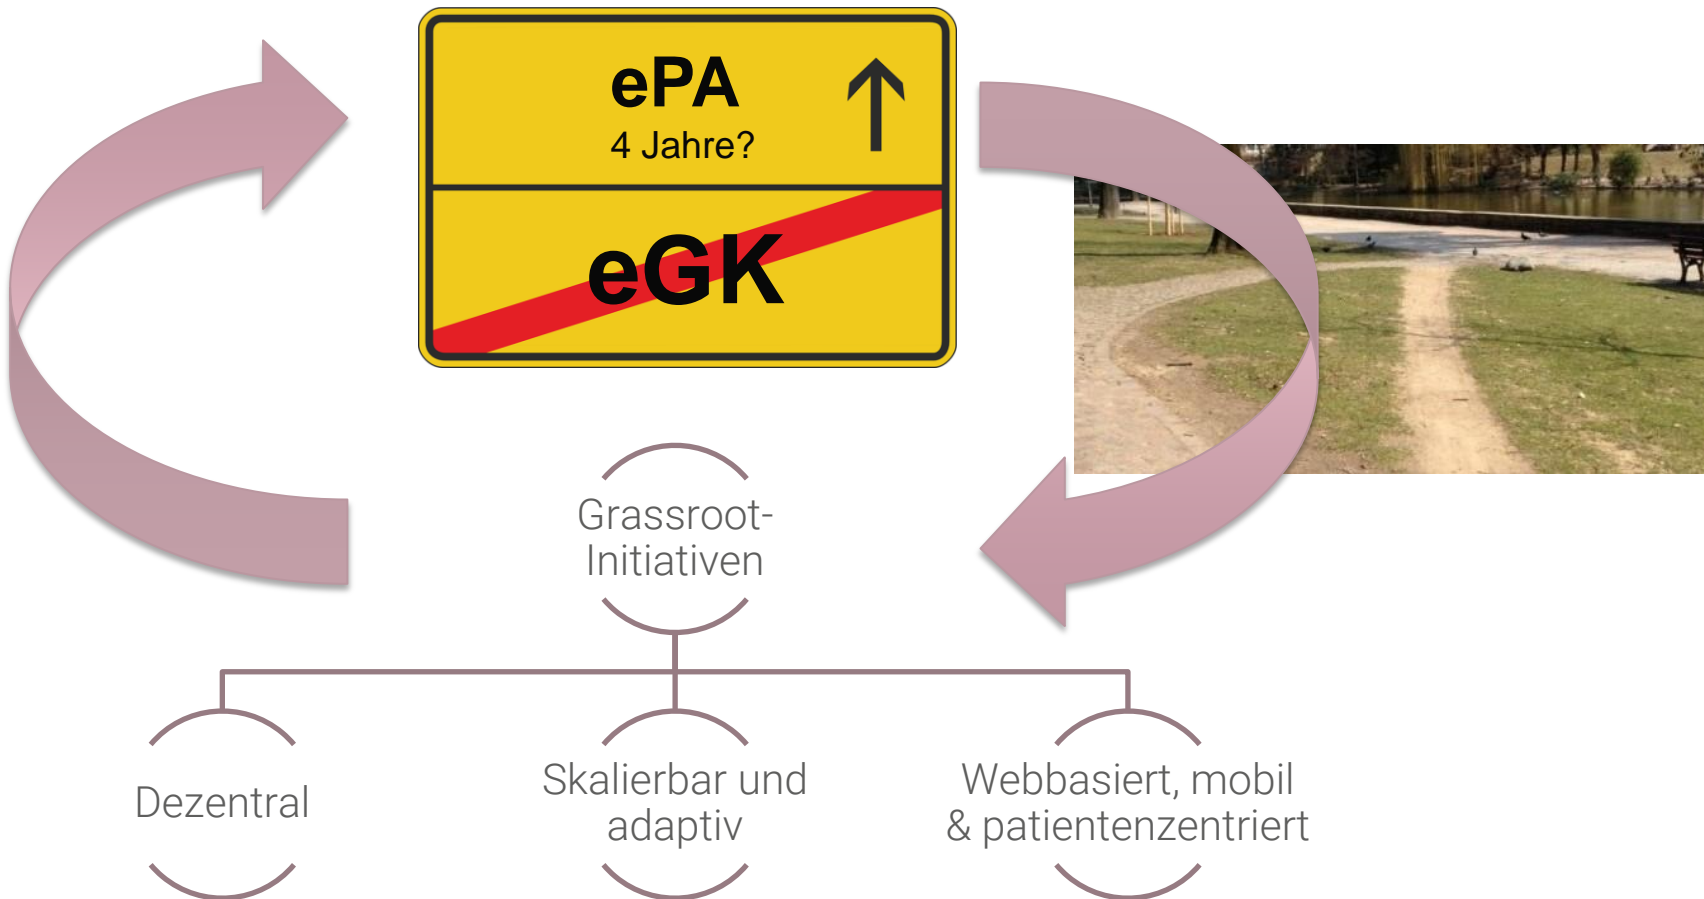 ePA
4 Jahre?
eGK
Grassroot-
Initiativen
Dezentral
Skalierbar und
adaptiv
Webbasiert, mobil
& patientenzentriert